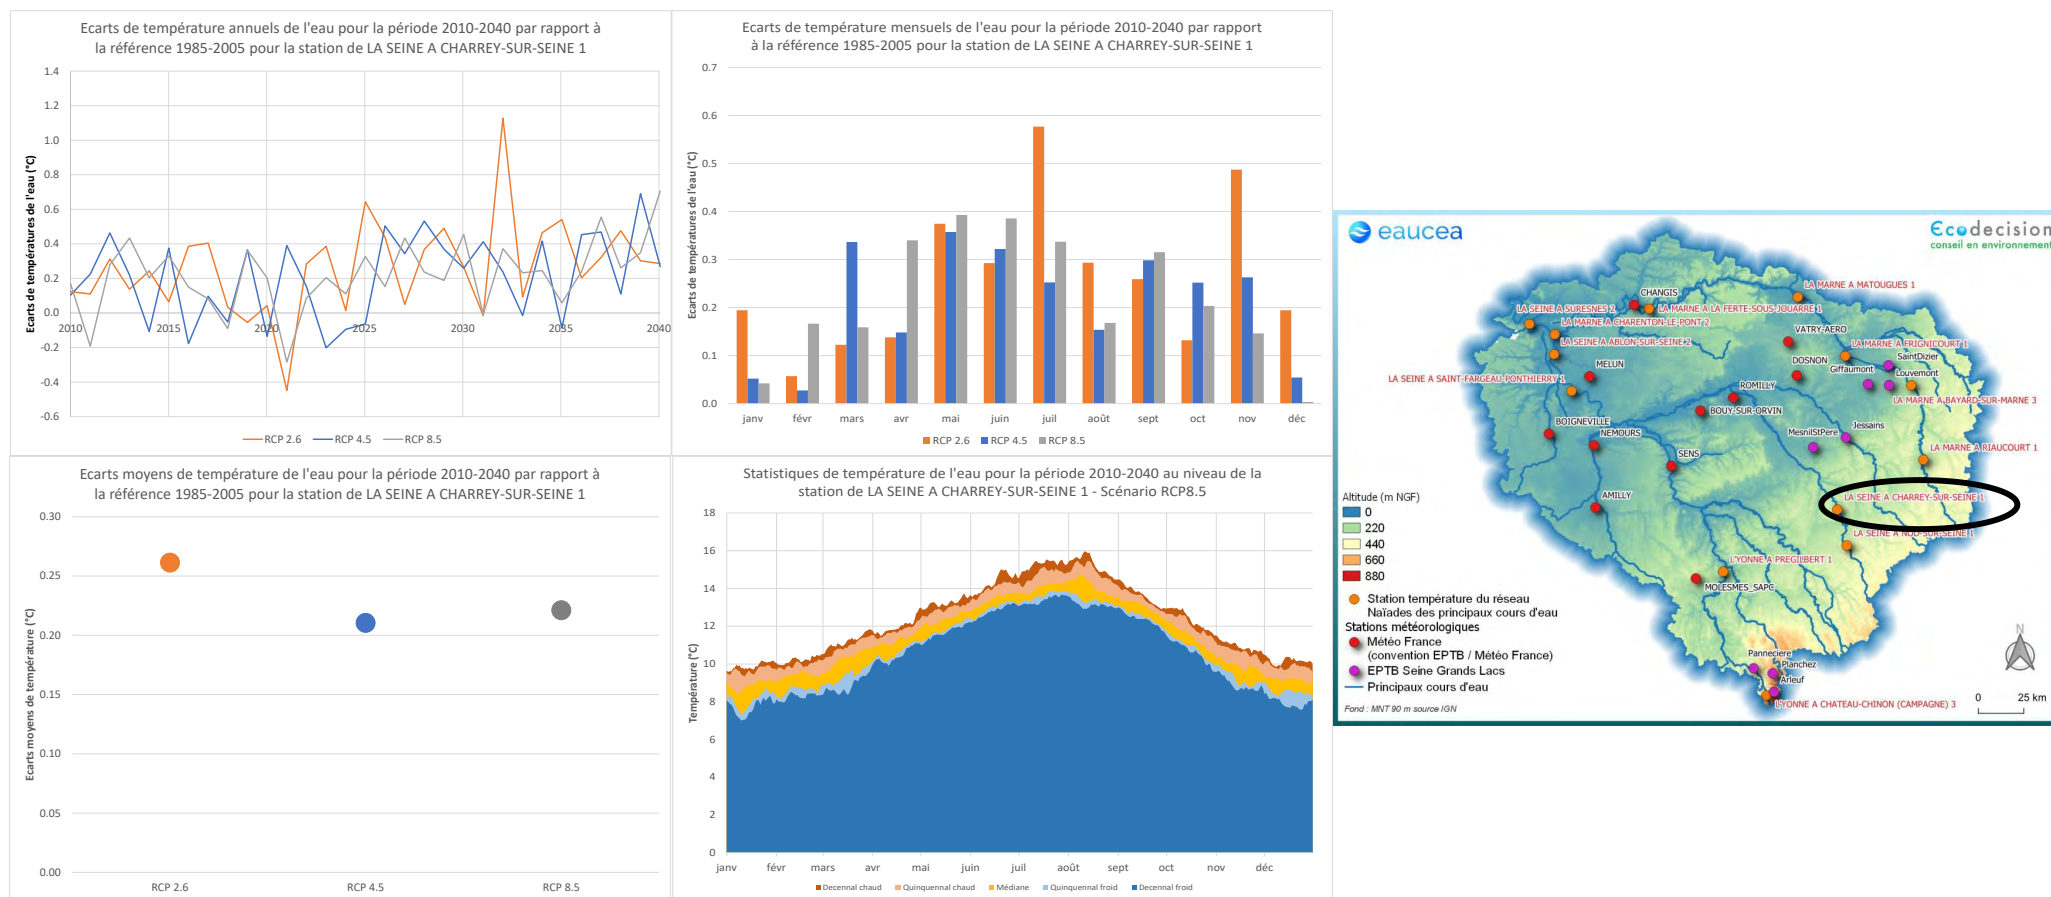 Ecarts de température annuels de l'eau pour la période 2010-2040 par rapport à
la référence 1985-2005 pour la station de LA SEINE A CHARREY-SUR-SEINE 1
1.4
1.2
1.0
0.8
0.6
0.4
0.2
0.0
-0.2
-0.4
-0.6
Ecarts de températures de l'eau (°C)
2010
2015
2020
2025
2030
2035
2040
RCP 2.6
RCP 4.5
RCP 8.5
Ecarts de température mensuels de l'eau pour la période 2010-2040 par rapport
à la référence 1985-2005 pour la station de LA SEINE A CHARREY-SUR-SEINE 1
0.7
0.6
0.5
0.4
0.3
0.2
0.1
0.0
Ecarts de températures de l'eau (°C)
janv
févr
mars
avr
mai
juin
juil
août
sept
oct
nov
déc
RCP 2.6
RCP 4.5
RCP 8.5
Ecarts moyens de température de l'eau pour la période 2010-2040 par rapport à
la référence 1985-2005 pour la station de LA SEINE A CHARREY-SUR-SEINE 1
0.30
0.25
0.20
0.15
0.10
0.05
0.00
Ecarts moyens de température (°C)
RCP 2.6
RCP 4.5
RCP 8.5
Statistiques de température de l'eau pour la période 2010-2040 au niveau de la
station de LA SEINE A CHARREY-SUR-SEINE 1 - Scénario RCP8.5
18
16
14
12
10
8
6
4
2
0
Température (°C)
janv
févr
mars
avr
mai
juin
juil
août
sept
oct
nov
déc
Decennal chaud
Quinquennal chaud
Médiane
Quinquennal froid
Decennal froid
eaucea
Ecodecision
conseil en environnement
LA MARNE A MATOUGUES 1
CHANGIS
LA SEINE A SURESNES 2
LA MARNE A LA FERTE-SOUS-JOUARRE 1
LA MARNE A CHARENTON-LE-PONT 2
VATRY-AERO
LA SEINE A ABLON-SUR-SEINE 2
LA MARNE A FRIGNICOURT 1
SaintDizier
MELUN
DOSNON
Giffaumont
Louvemont
LA SEINE A SAINT-FARGEAU-PONTHIERRY 1
ROMILLY
LA MARNE A BAYARD-SUR-MARNE 3
BOUY-SUR-ORVIN
BOIGNEVILLE
NEMOURS
MesnilStPere
Jessains
LA MARNE A RIAUCOURT 1
SENS
AMILLY
LA SEINE A CHARREY-SUR-SEINE 1
LA SEINE A NOD-SUR-SEINE 1
L'YONNE A PREGILBERT 1
MOLESMES_SAPC
Panneciere
Planchez
Arleuf
L'YONNE A CHATEAU-CHINON (CAMPAGNE) 3
Altitude (m NGF)
0
220
440
660
880
Station température du réseau
Naïades des principaux cours d'eau
Stations météorologiques
Météo France
(convention EPTB / Météo France)
EPTB Seine Grands Lacs
Principaux cours d'eau
Fond : MNT 90 m source IGN
N
0 25 km